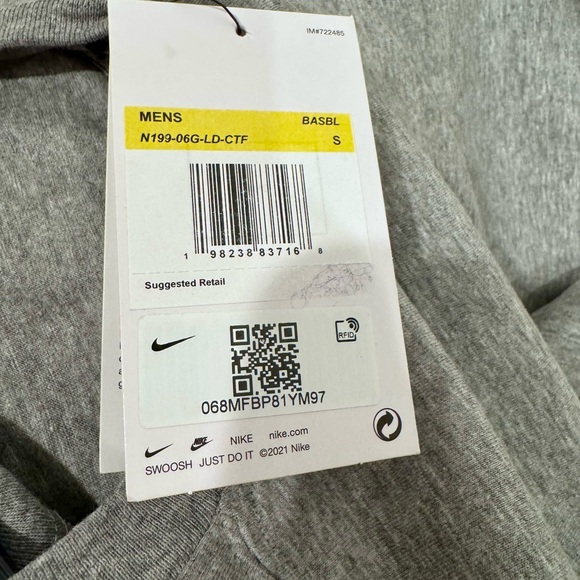 IM#722485
MENS BASBL
N199-06G-LD-CTF S
1 98238 83716 8
Suggested Retail
RFID
068MFBP81YM97
NIKE nike.com
SWOOSH JUST DO IT ©2021 Nike